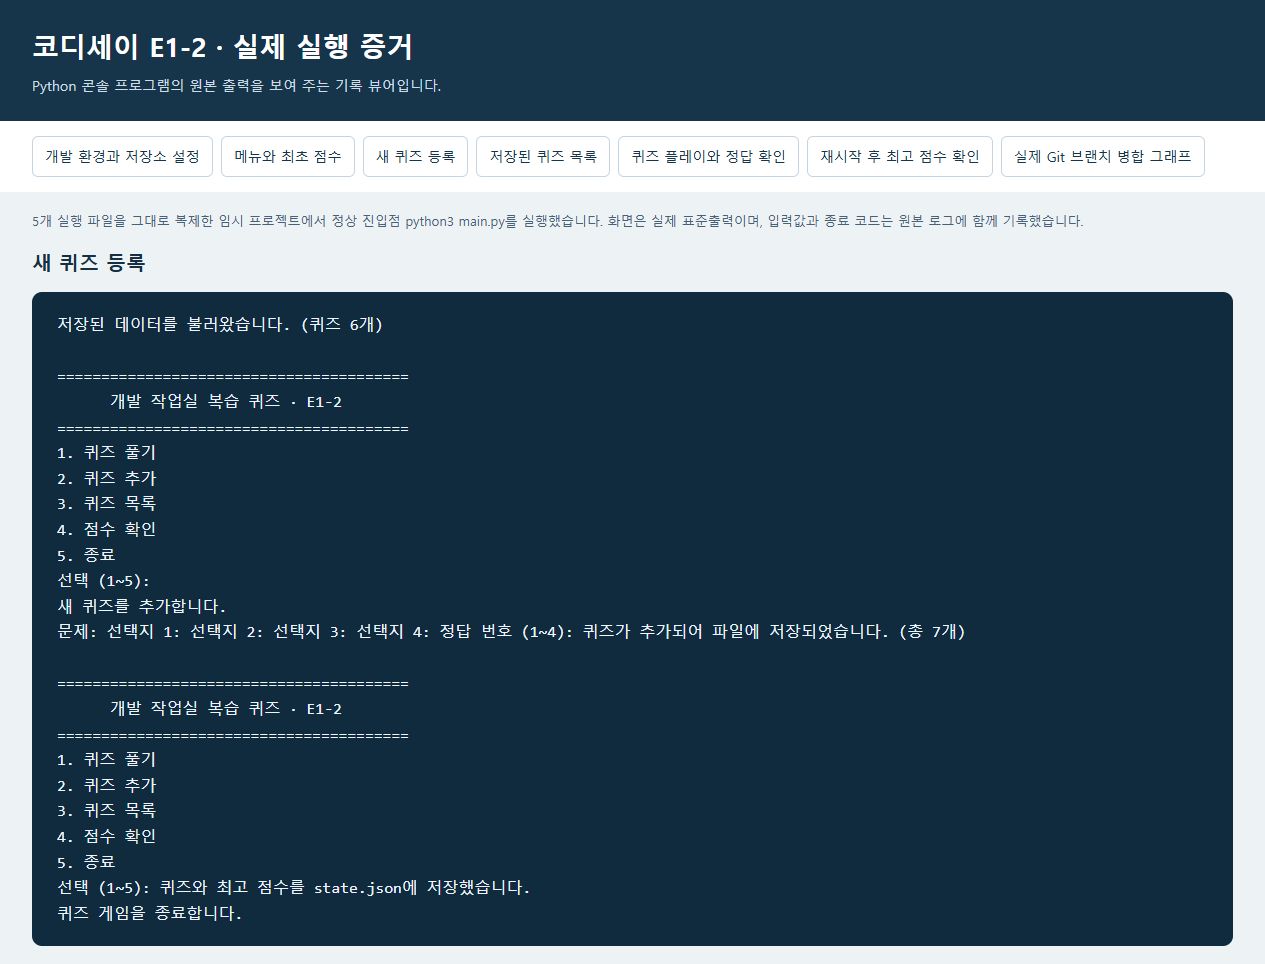 코디세이 E1-2 · 실제 실행 증거
Python 콘솔 프로그램의 원본 출력을 보여 주는 기록 뷰어입니다.
개발 환경과 저장소 설정
메뉴와 최초 점수
새 퀴즈 등록
저장된 퀴즈 목록
퀴즈 플레이와 정답 확인
재시작 후 최고 점수 확인
실제 Git 브랜치 병합 그래프
5개 실행 파일을 그대로 복제한 임시 프로젝트에서 정상 진입점 python3 main.py를 실행했습니다. 화면은 실제 표준출력이며, 입력값과 종료 코드는 원본 로그에 함께 기록했습니다.
새 퀴즈 등록
저장된 데이터를 불러왔습니다. (퀴즈 6개)
========================================
개발 작업실 복습 퀴즈 · E1-2
========================================
1. 퀴즈 풀기
2. 퀴즈 추가
3. 퀴즈 목록
4. 점수 확인
5. 종료
선택 (1~5):
새 퀴즈를 추가합니다.
문제: 선택지 1: 선택지 2: 선택지 3: 선택지 4: 정답 번호 (1~4): 퀴즈가 추가되어 파일에 저장되었습니다. (총 7개)
========================================
개발 작업실 복습 퀴즈 · E1-2
========================================
1. 퀴즈 풀기
2. 퀴즈 추가
3. 퀴즈 목록
4. 점수 확인
5. 종료
선택 (1~5): 퀴즈와 최고 점수를 state.json에 저장했습니다.
퀴즈 게임을 종료합니다.